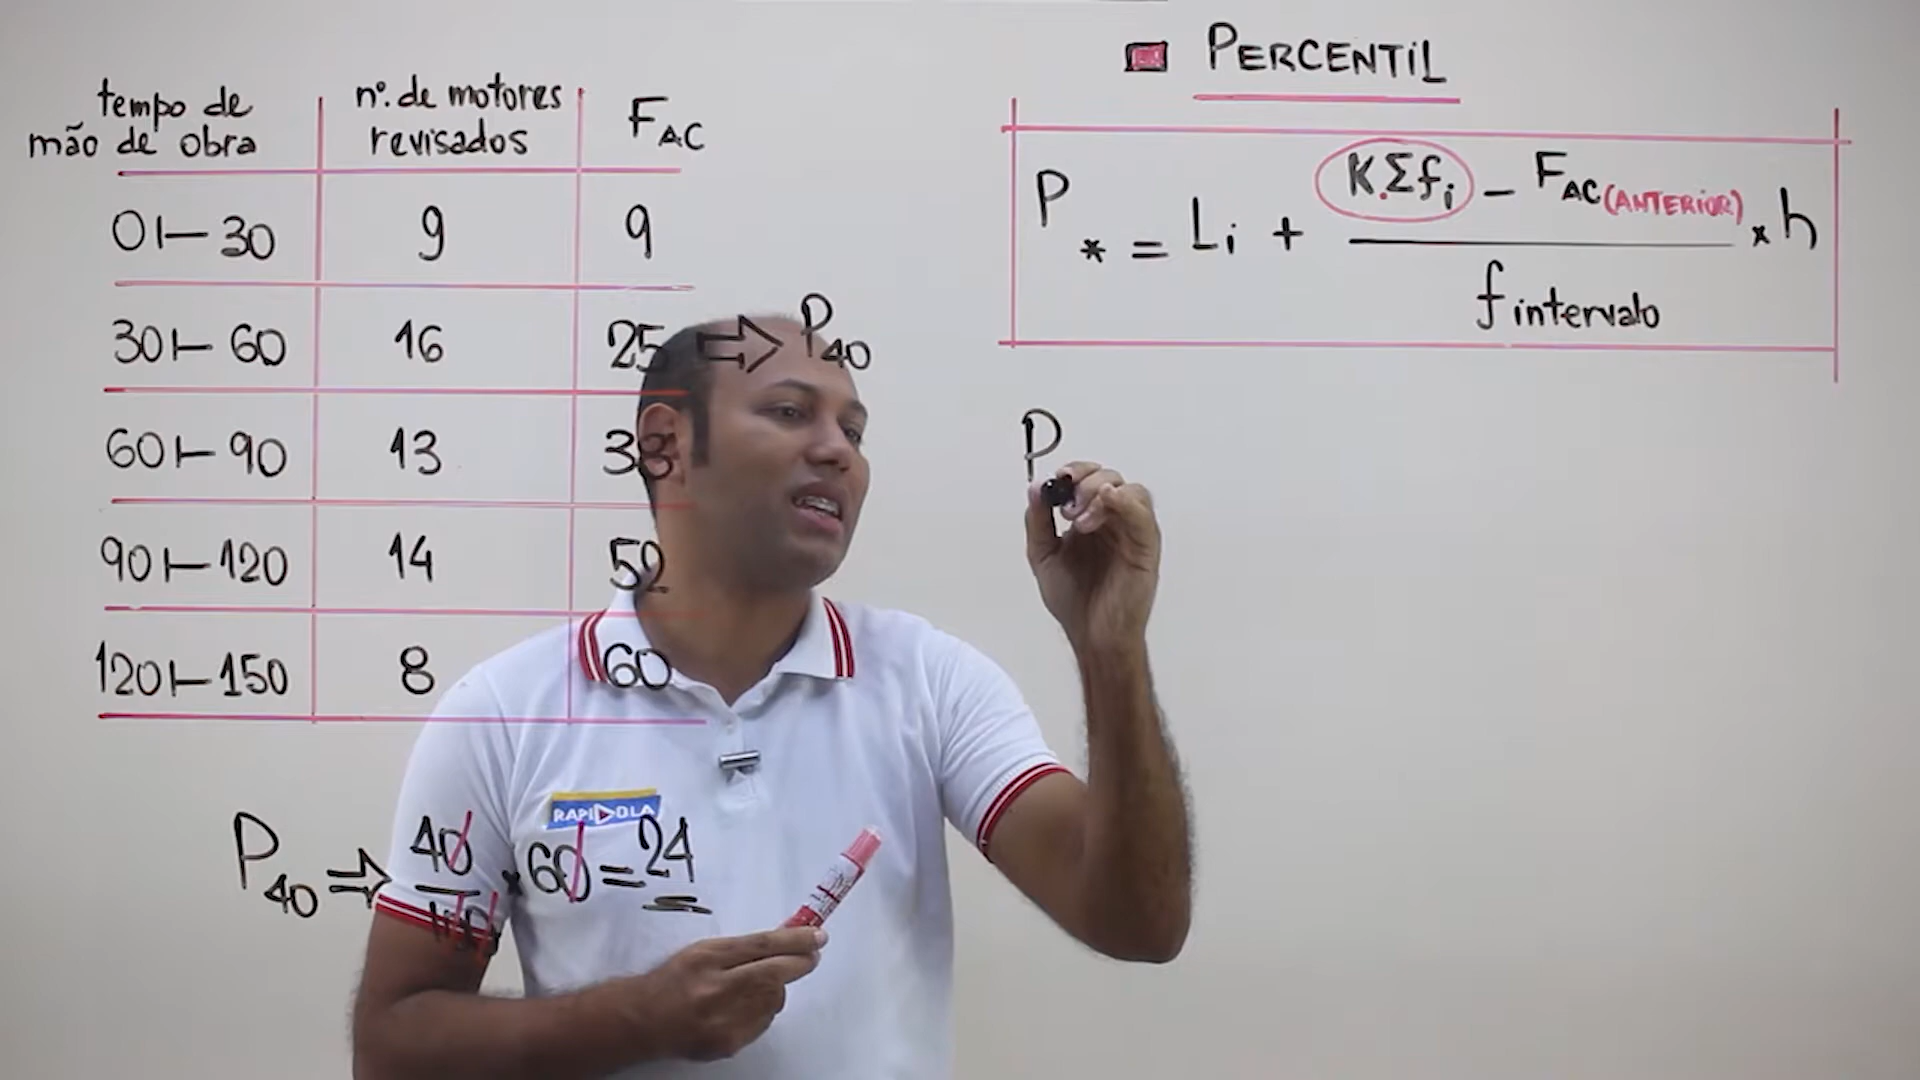 PERCENTIL
P* = Li + K.Σfi - FAC(ANTERIOR) * h
f intervalo
tempo de mão de obra
nº. de motores revisados
FAC
0 ⊢ 30 9 9
30 ⊢ 60 16 25 ⇒ P40
60 ⊢ 90 13 38
90 ⊢ 120 14 52
120 ⊢ 150 8 60
P40 ⇒ 40/100 * 60 = 24
P
RAPIDOLA